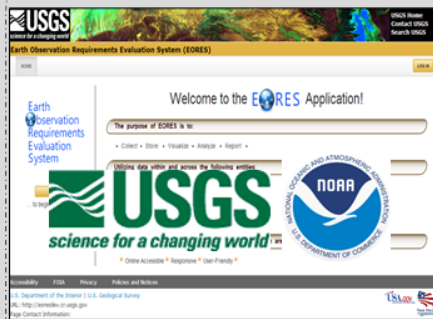 USGS
science for a changing world
USGS Home
Contact USGS
Search USGS
Earth Observation Requirements Evaluation System (EORES)
HOME
LOG IN
Earth
Observation
Requirements
Evaluation
System
Welcome to the EORES Application!
The purpose of EORES is to:
• Collect • Store • Visualize • Analyze • Report •
Utilizing data within and across the following entities:
... to begin
USGS
science for a changing world
NATIONAL OCEANIC AND ATMOSPHERIC ADMINISTRATION
NOAA
U.S. DEPARTMENT OF COMMERCE
* Online Accessible * Responsive * User-Friendly *
Accessibility FOIA Privacy Policies and Notices
U.S. Department of the Interior | U.S. Geological Survey
URL: http://eoresdev.cr.usgs.gov
Page Contact Information:
USA.gov